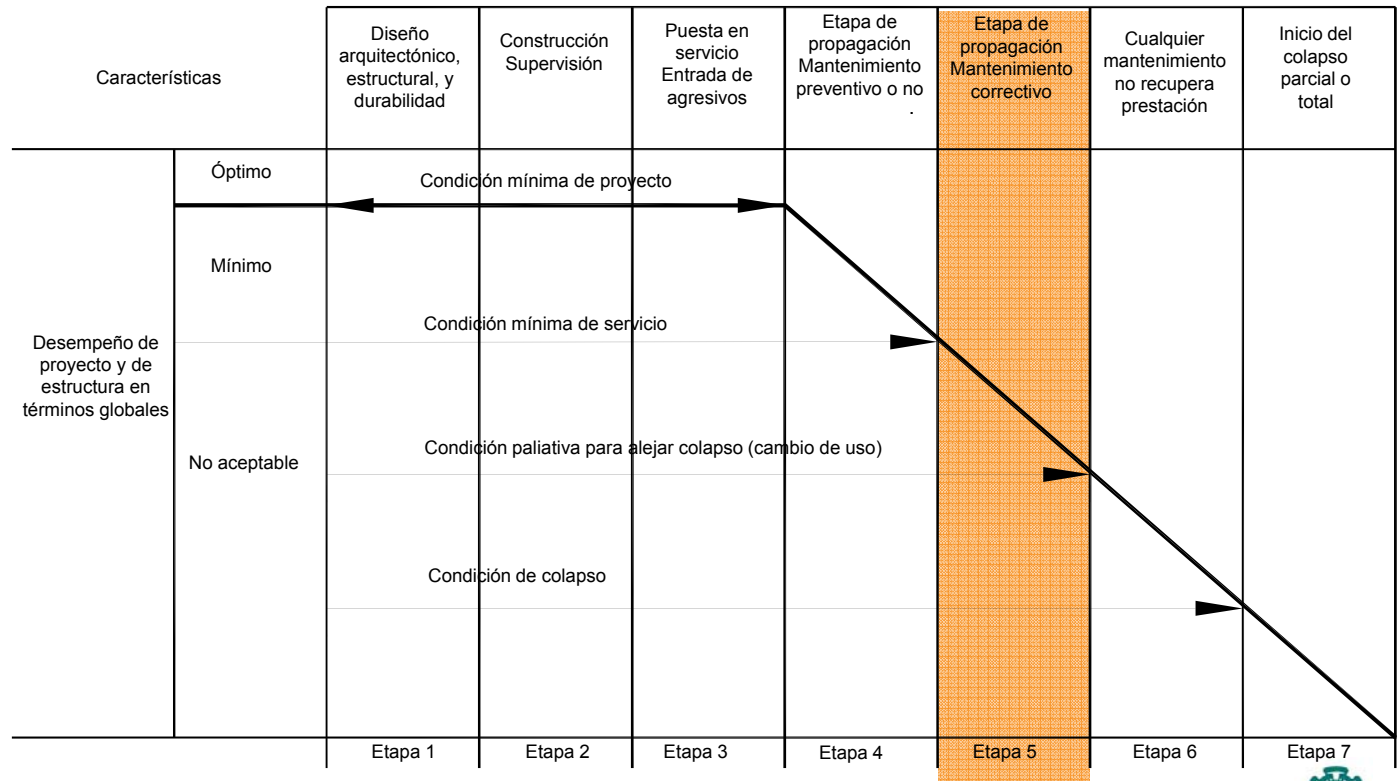 Características
Diseño
arquitectónico,
estructural, y
durabilidad
Construcción
Supervisión
Puesta en
servicio
Entrada de
agresivos
Etapa de
propagación
Mantenimiento
preventivo o no
.
Etapa de
propagación
Mantenimiento
correctivo
Cualquier
mantenimiento
no recupera
prestación
Inicio del
colapso
parcial o
total
Desempeño de
proyecto y de
estructura en
términos globales
Óptimo
Condición mínima de proyecto
Mínimo
Condición mínima de servicio
No aceptable
Condición paliativa para alejar colapso (cambio de uso)
Condición de colapso
Etapa 1
Etapa 2
Etapa 3
Etapa 4
Etapa 5
Etapa 6
Etapa 7